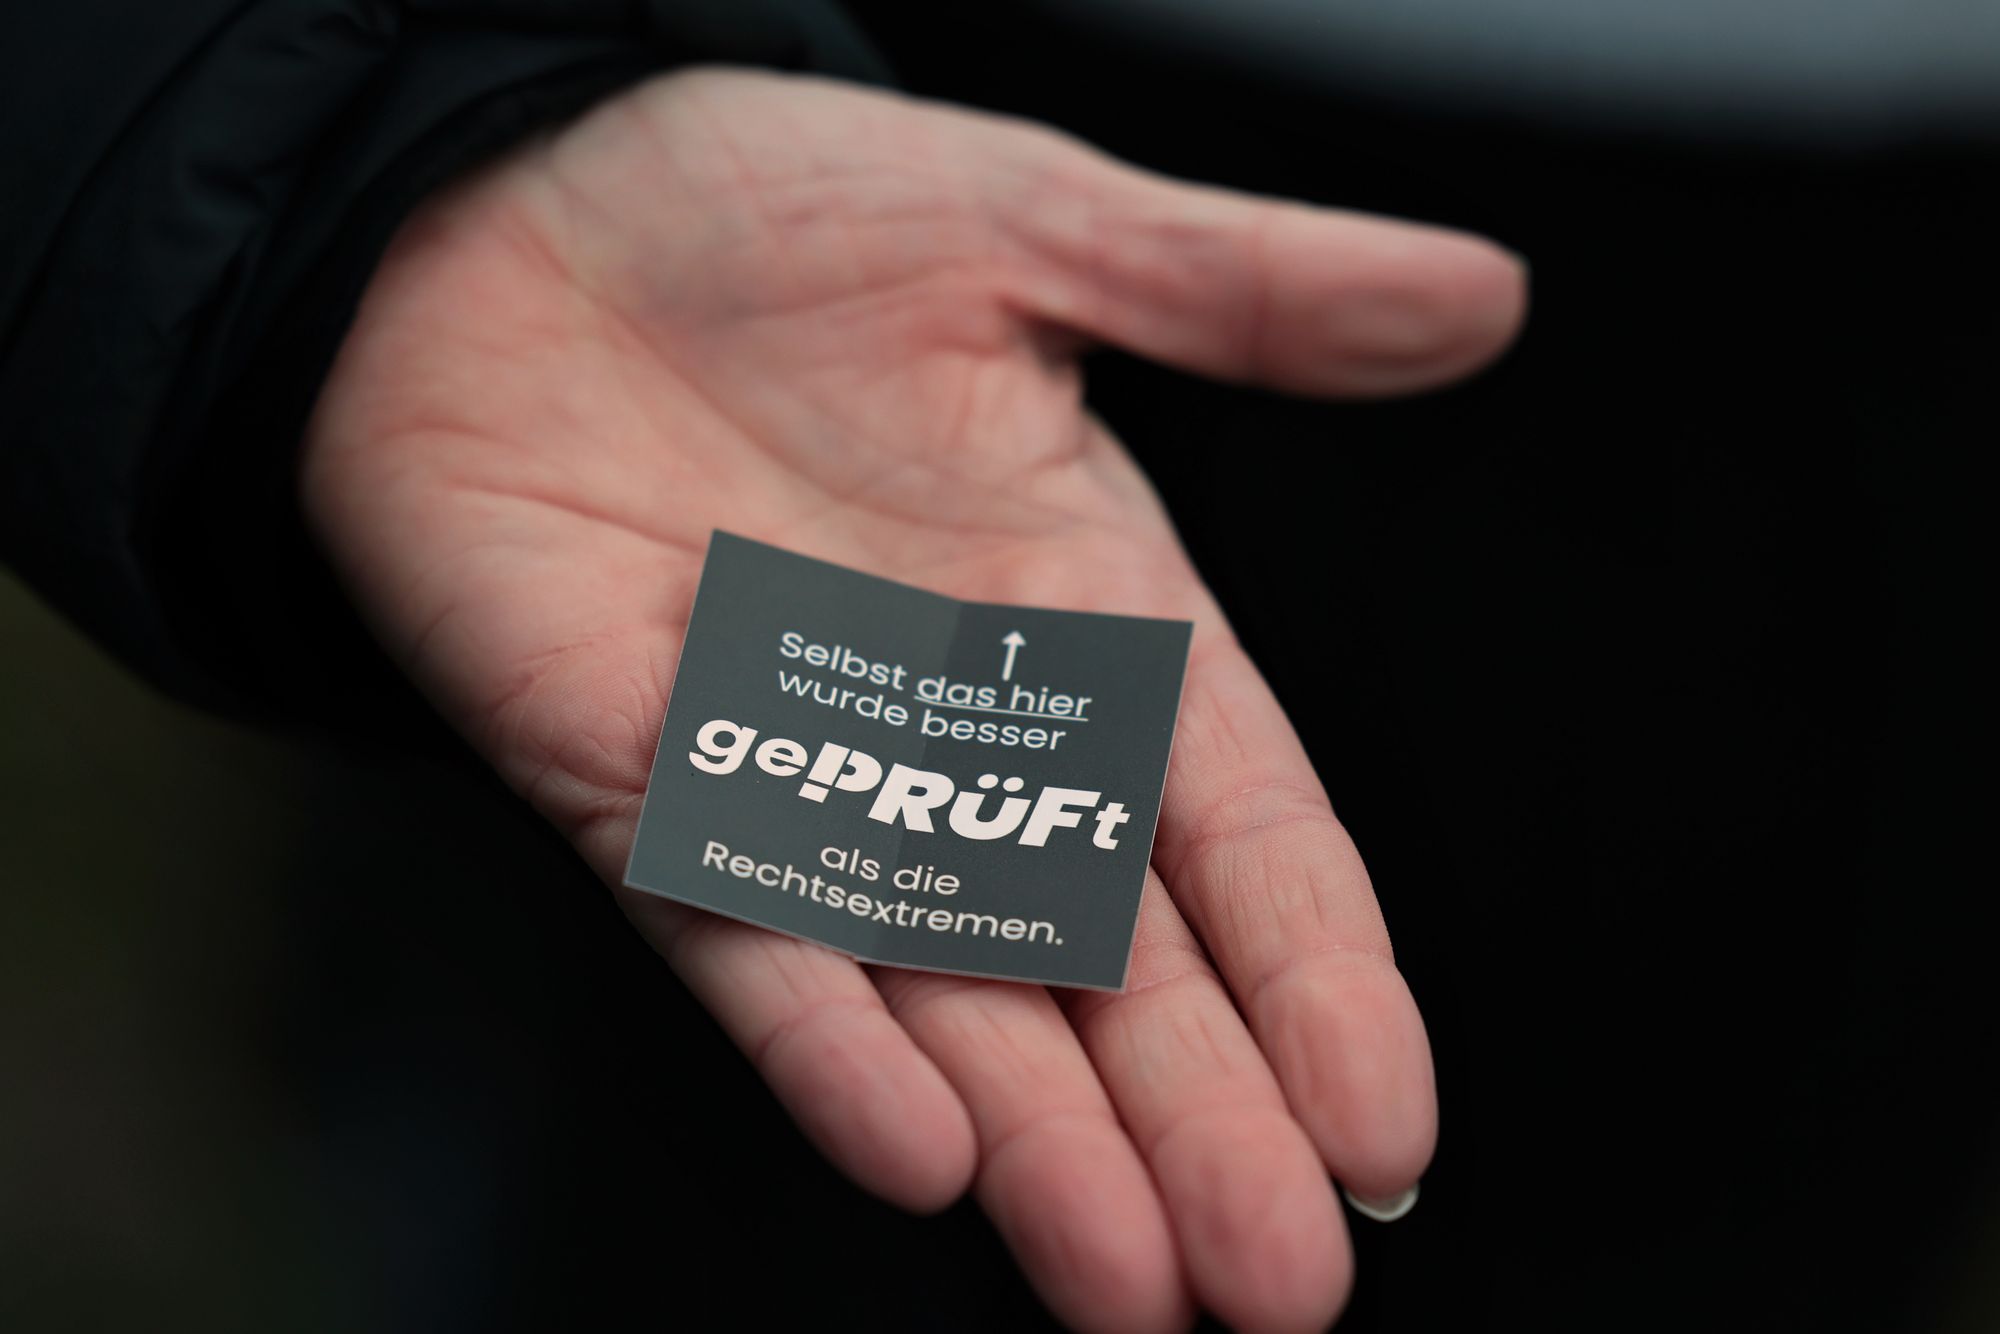 ↑
Selbst das hier
wurde besser
gePRÜFt
als die
Rechtsextremen.